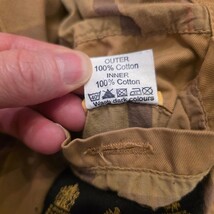 OUTER
100% Cotton
INNER
100% Cotton
Wash dark colours